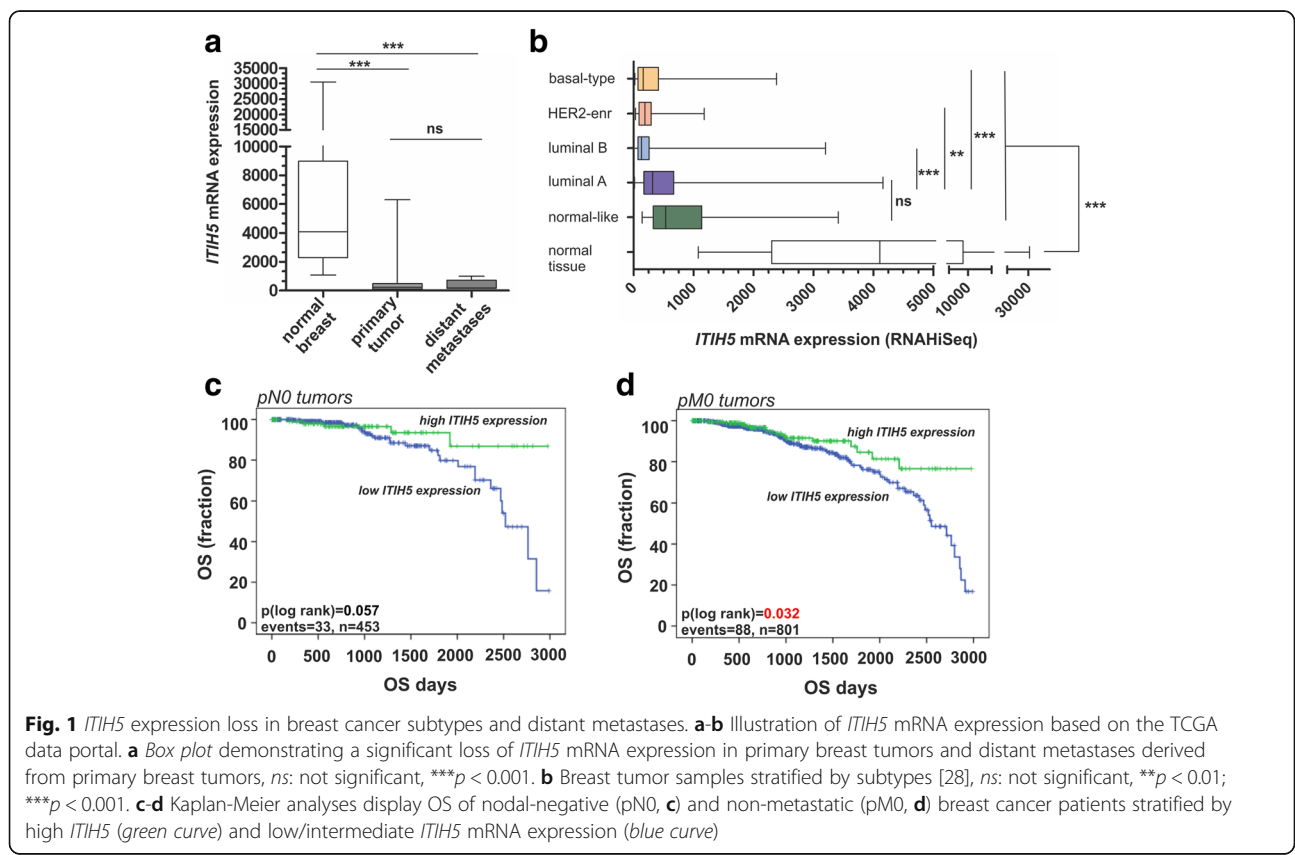 a
***
***
ns
35000
30000
25000
20000
15000
10000
8000
6000
4000
2000
0
ITIH5 mRNA expression
normal
breast
primary
tumor
distant
metastases
b
basal-type
HER2-enr
luminal B
luminal A
normal-like
normal
tissue
ns
***
**
***
***
0
1000
2000
3000
4000
5000
10000
30000
ITIH5 mRNA expression (RNAHiSeq)
c
pN0 tumors
high ITIH5 expression
low ITIH5 expression
100
80
60
40
20
0
OS (fraction)
p(log rank)=0.057
events=33, n=453
0 500 1000 1500 2000 2500 3000
OS days
d
pM0 tumors
high ITIH5 expression
low ITIH5 expression
100
80
60
40
20
0
OS (fraction)
p(log rank)=0.032
events=88, n=801
0 500 1000 1500 2000 2500 3000
OS days
Fig. 1 ITIH5 expression loss in breast cancer subtypes and distant metastases. a-b Illustration of ITIH5 mRNA expression based on the TCGA
data portal. a Box plot demonstrating a significant loss of ITIH5 mRNA expression in primary breast tumors and distant metastases derived
from primary breast tumors, ns: not significant, ***p < 0.001. b Breast tumor samples stratified by subtypes [28], ns: not significant, **p < 0.01;
***p < 0.001. c-d Kaplan-Meier analyses display OS of nodal-negative (pN0, c) and non-metastatic (pM0, d) breast cancer patients stratified by
high ITIH5 (green curve) and low/intermediate ITIH5 mRNA expression (blue curve)